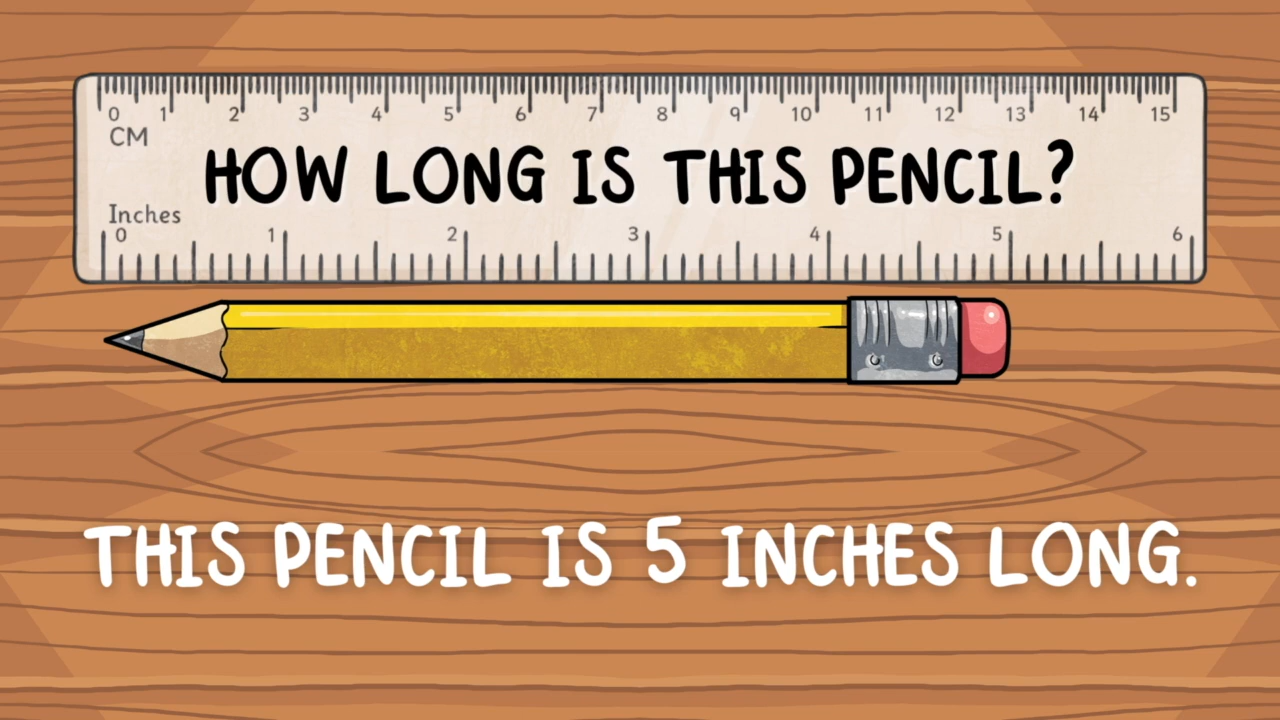 0 1 2 3 4 5 6 7 8 9 10 11 12 13 14 15
CM
HOW LONG IS THIS PENCIL?
Inches
0 1 2 3 4 5 6
THIS PENCIL IS 5 INCHES LONG.